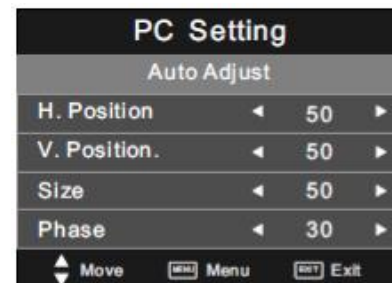 PC Setting
Auto Adjust
H. Position ◄ 50 ►
V. Position. ◄ 50 ►
Size ◄ 50 ►
Phase ◄ 30 ►
Move MENU Menu EXIT Exit